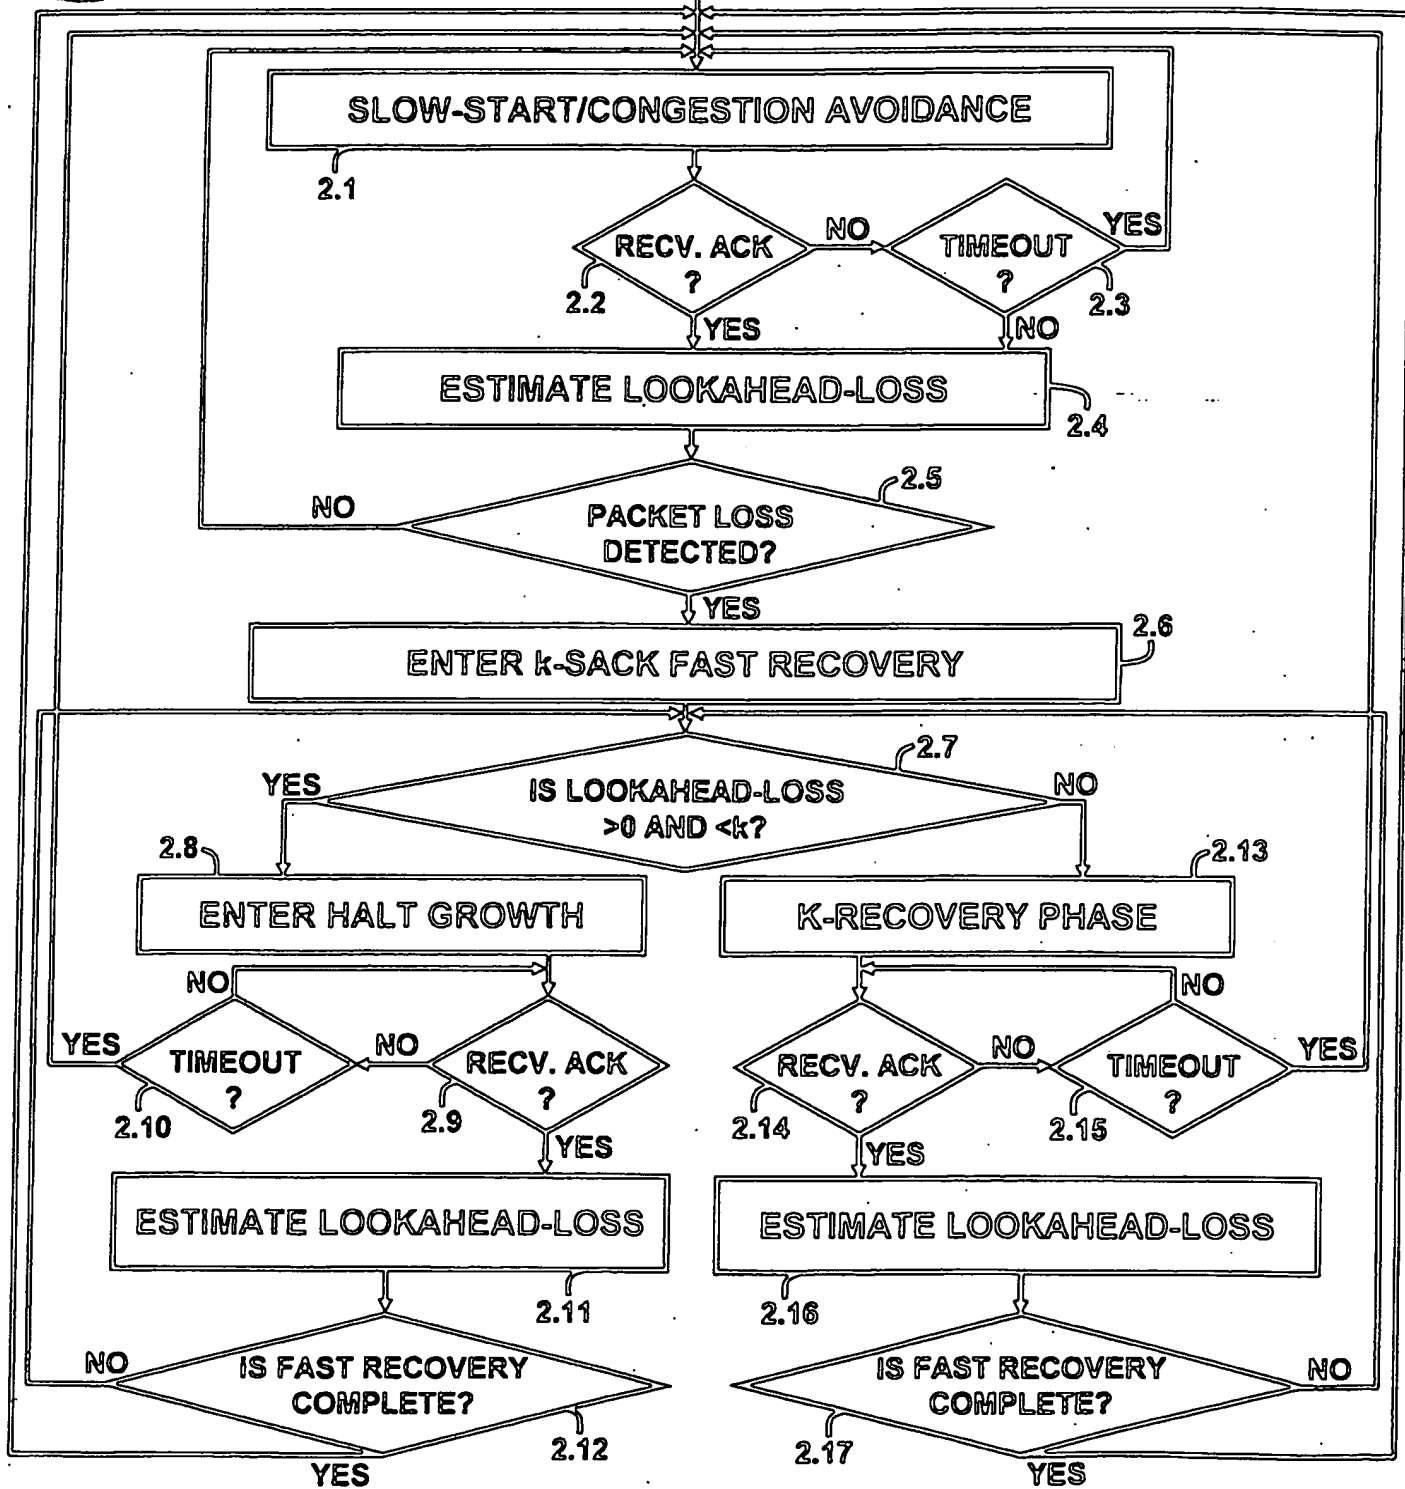 SLOW-START/CONGESTION AVOIDANCE
2.1
RECV. ACK
?
2.2
NO
TIMEOUT
?
2.3
YES
YES
NO
ESTIMATE LOOKAHEAD-LOSS
2.4
2.5
NO
PACKET LOSS
DETECTED?
YES
ENTER k-SACK FAST RECOVERY
2.6
2.7
YES
IS LOOKAHEAD-LOSS
>0 AND <k?
NO
2.8
ENTER HALT GROWTH
2.13
K-RECOVERY PHASE
NO
YES
TIMEOUT
?
2.10
NO
RECV. ACK
?
2.9
YES
RECV. ACK
?
2.14
NO
TIMEOUT
?
2.15
NO
YES
YES
ESTIMATE LOOKAHEAD-LOSS
2.11
ESTIMATE LOOKAHEAD-LOSS
2.16
NO
IS FAST RECOVERY
COMPLETE?
2.12
YES
IS FAST RECOVERY
COMPLETE?
2.17
NO
YES